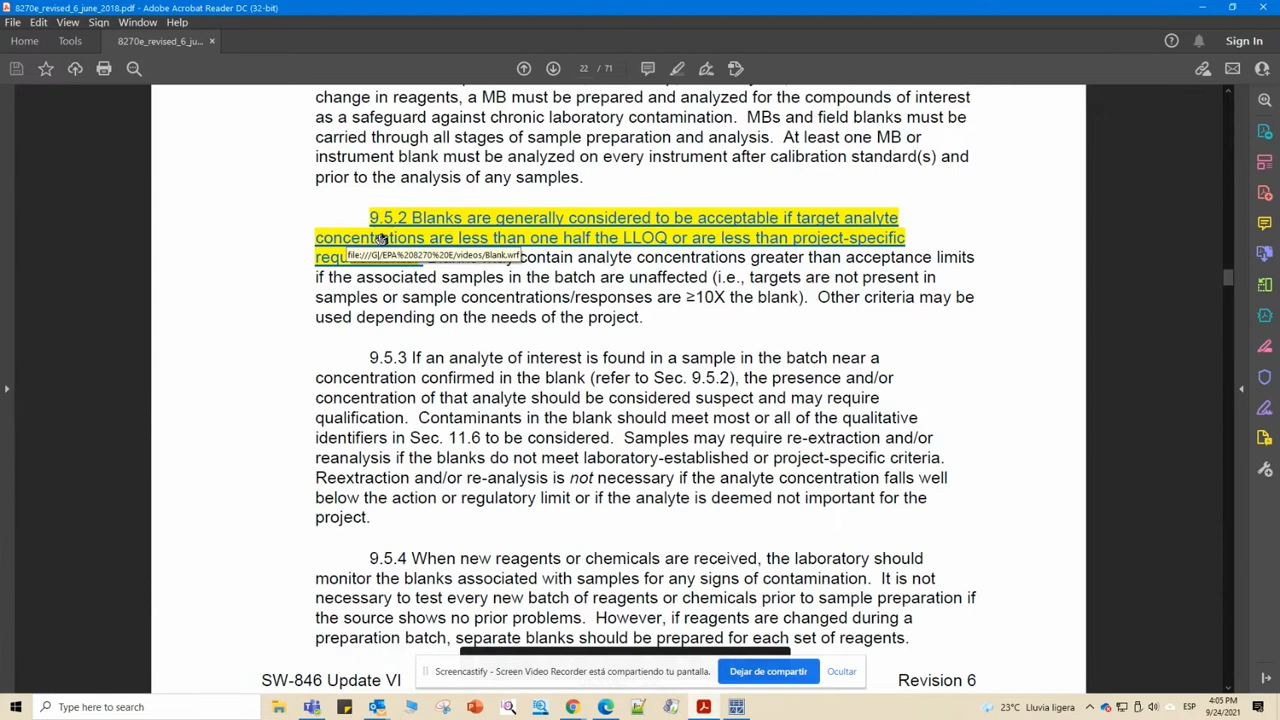 8270e_revised_6_june_2018.pdf - Adobe Acrobat Reader DC (32-bit)
File Edit View Sign Window Help
Home Tools 8270e_revised_6_ju... × Sign In
22 / 71
change in reagents, a MB must be prepared and analyzed for the compounds of interest
as a safeguard against chronic laboratory contamination. MBs and field blanks must be
carried through all stages of sample preparation and analysis. At least one MB or
instrument blank must be analyzed on every instrument after calibration standard(s) and
prior to the analysis of any samples.
9.5.2 Blanks are generally considered to be acceptable if target analyte
concentrations are less than one half the LLOQ or are less than project-specific
file:///G|/EPA%208270%20E/videos/Blank.wrf
contain analyte concentrations greater than acceptance limits
if the associated samples in the batch are unaffected (i.e., targets are not present in
samples or sample concentrations/responses are ≥10X the blank). Other criteria may be
used depending on the needs of the project.
9.5.3 If an analyte of interest is found in a sample in the batch near a
concentration confirmed in the blank (refer to Sec. 9.5.2), the presence and/or
concentration of that analyte should be considered suspect and may require
qualification. Contaminants in the blank should meet most or all of the qualitative
identifiers in Sec. 11.6 to be considered. Samples may require re-extraction and/or
reanalysis if the blanks do not meet laboratory-established or project-specific criteria.
Reextraction and/or re-analysis is not necessary if the analyte concentration falls well
below the action or regulatory limit or if the analyte is deemed not important for the
project.
9.5.4 When new reagents or chemicals are received, the laboratory should
monitor the blanks associated with samples for any signs of contamination. It is not
necessary to test every new batch of reagents or chemicals prior to sample preparation if
the source shows no prior problems. However, if reagents are changed during a
preparation batch, separate blanks should be prepared for each set of reagents.
Screencastify - Screen Video Recorder está compartiendo tu pantalla. Dejar de compartir Ocultar
SW-846 Update VI Revision 6
Type here to search 23°C Lluvia ligera ESP 4:05 PM
9/24/2021